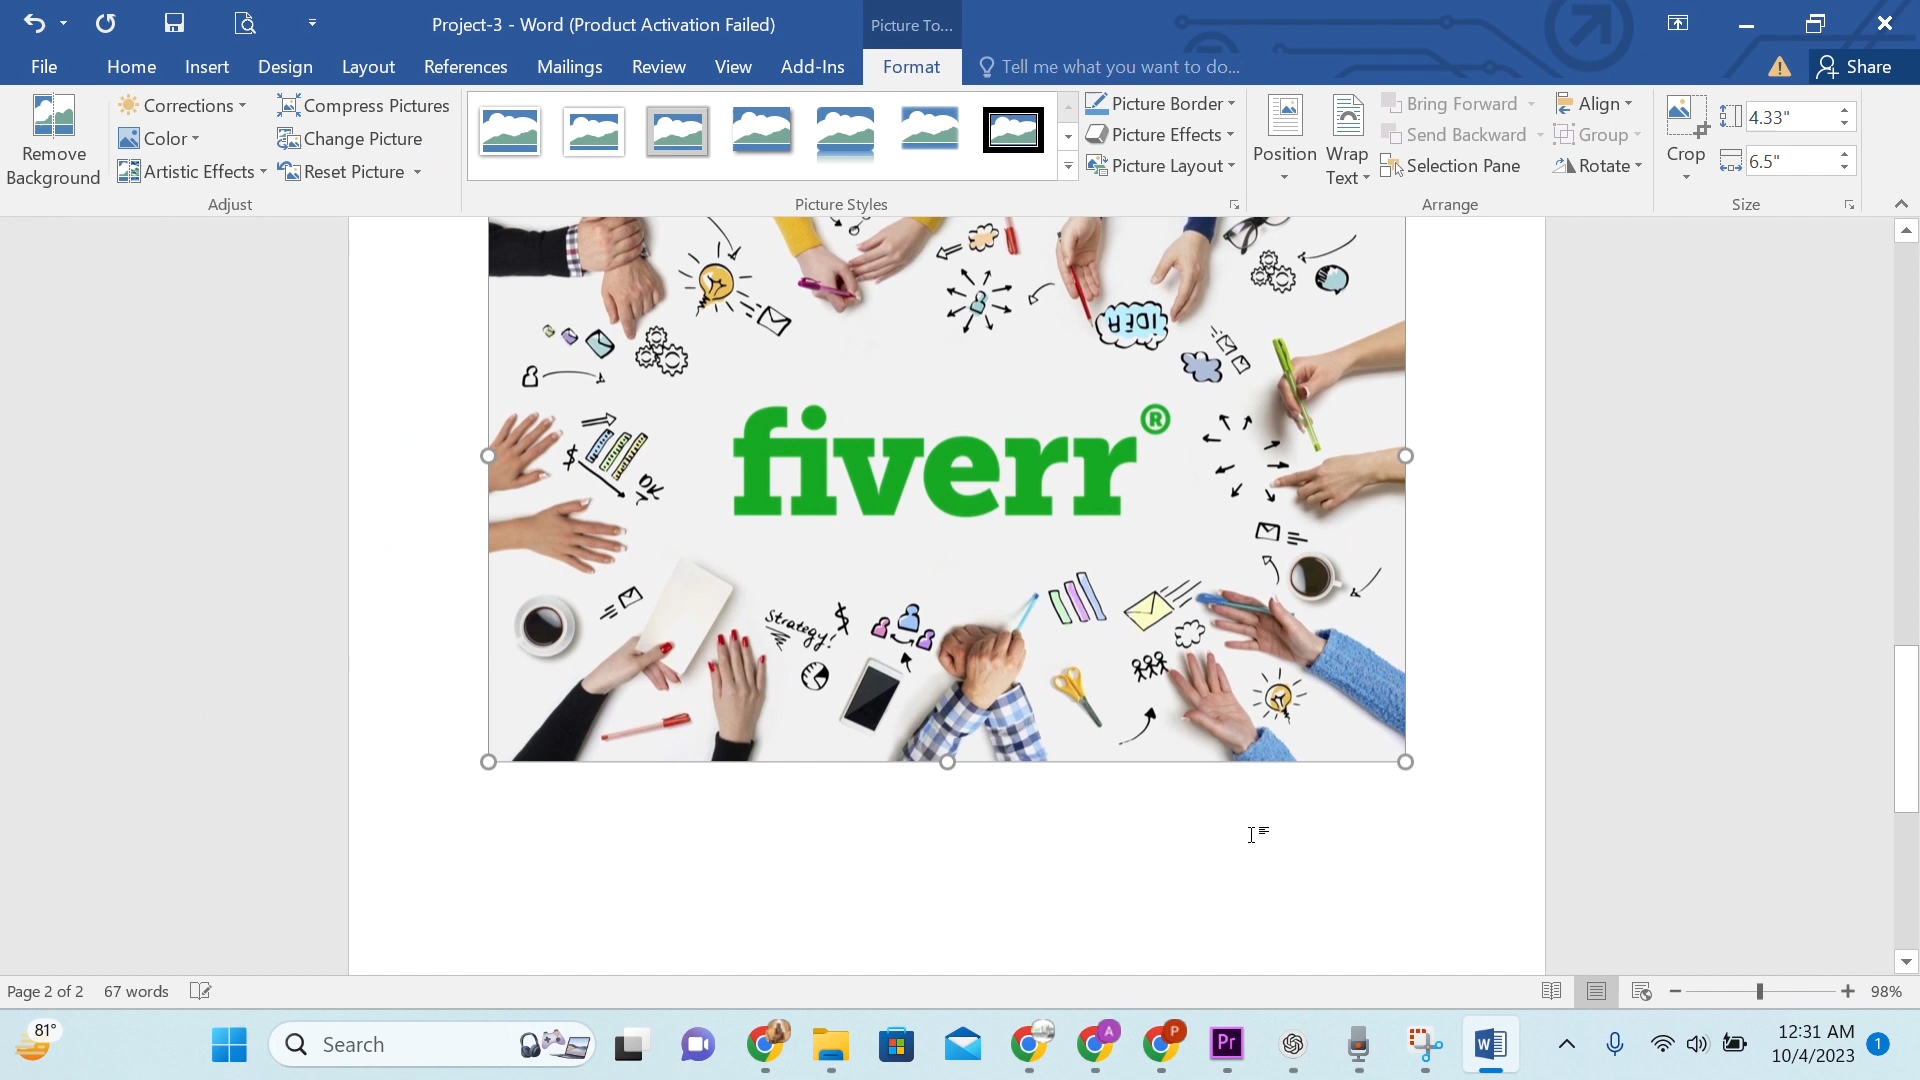 Project-3 - Word (Product Activation Failed)
Picture To...
File
Home
Insert
Design
Layout
References
Mailings
Review
View
Add-Ins
Format
Tell me what you want to do...
Share
Remove
Background
Corrections
Color
Artistic Effects
Compress Pictures
Change Picture
Reset Picture
Adjust
Picture Styles
Picture Border
Picture Effects
Picture Layout
Position
Wrap
Text
Bring Forward
Send Backward
Selection Pane
Align
Group
Rotate
Arrange
Crop
4.33"
6.5"
Size
IDEA
$
OK
fiverr®
Strategy!
$
Page 2 of 2
67 words
98%
81°
Search
A
P
Pr
12:31 AM
10/4/2023
1